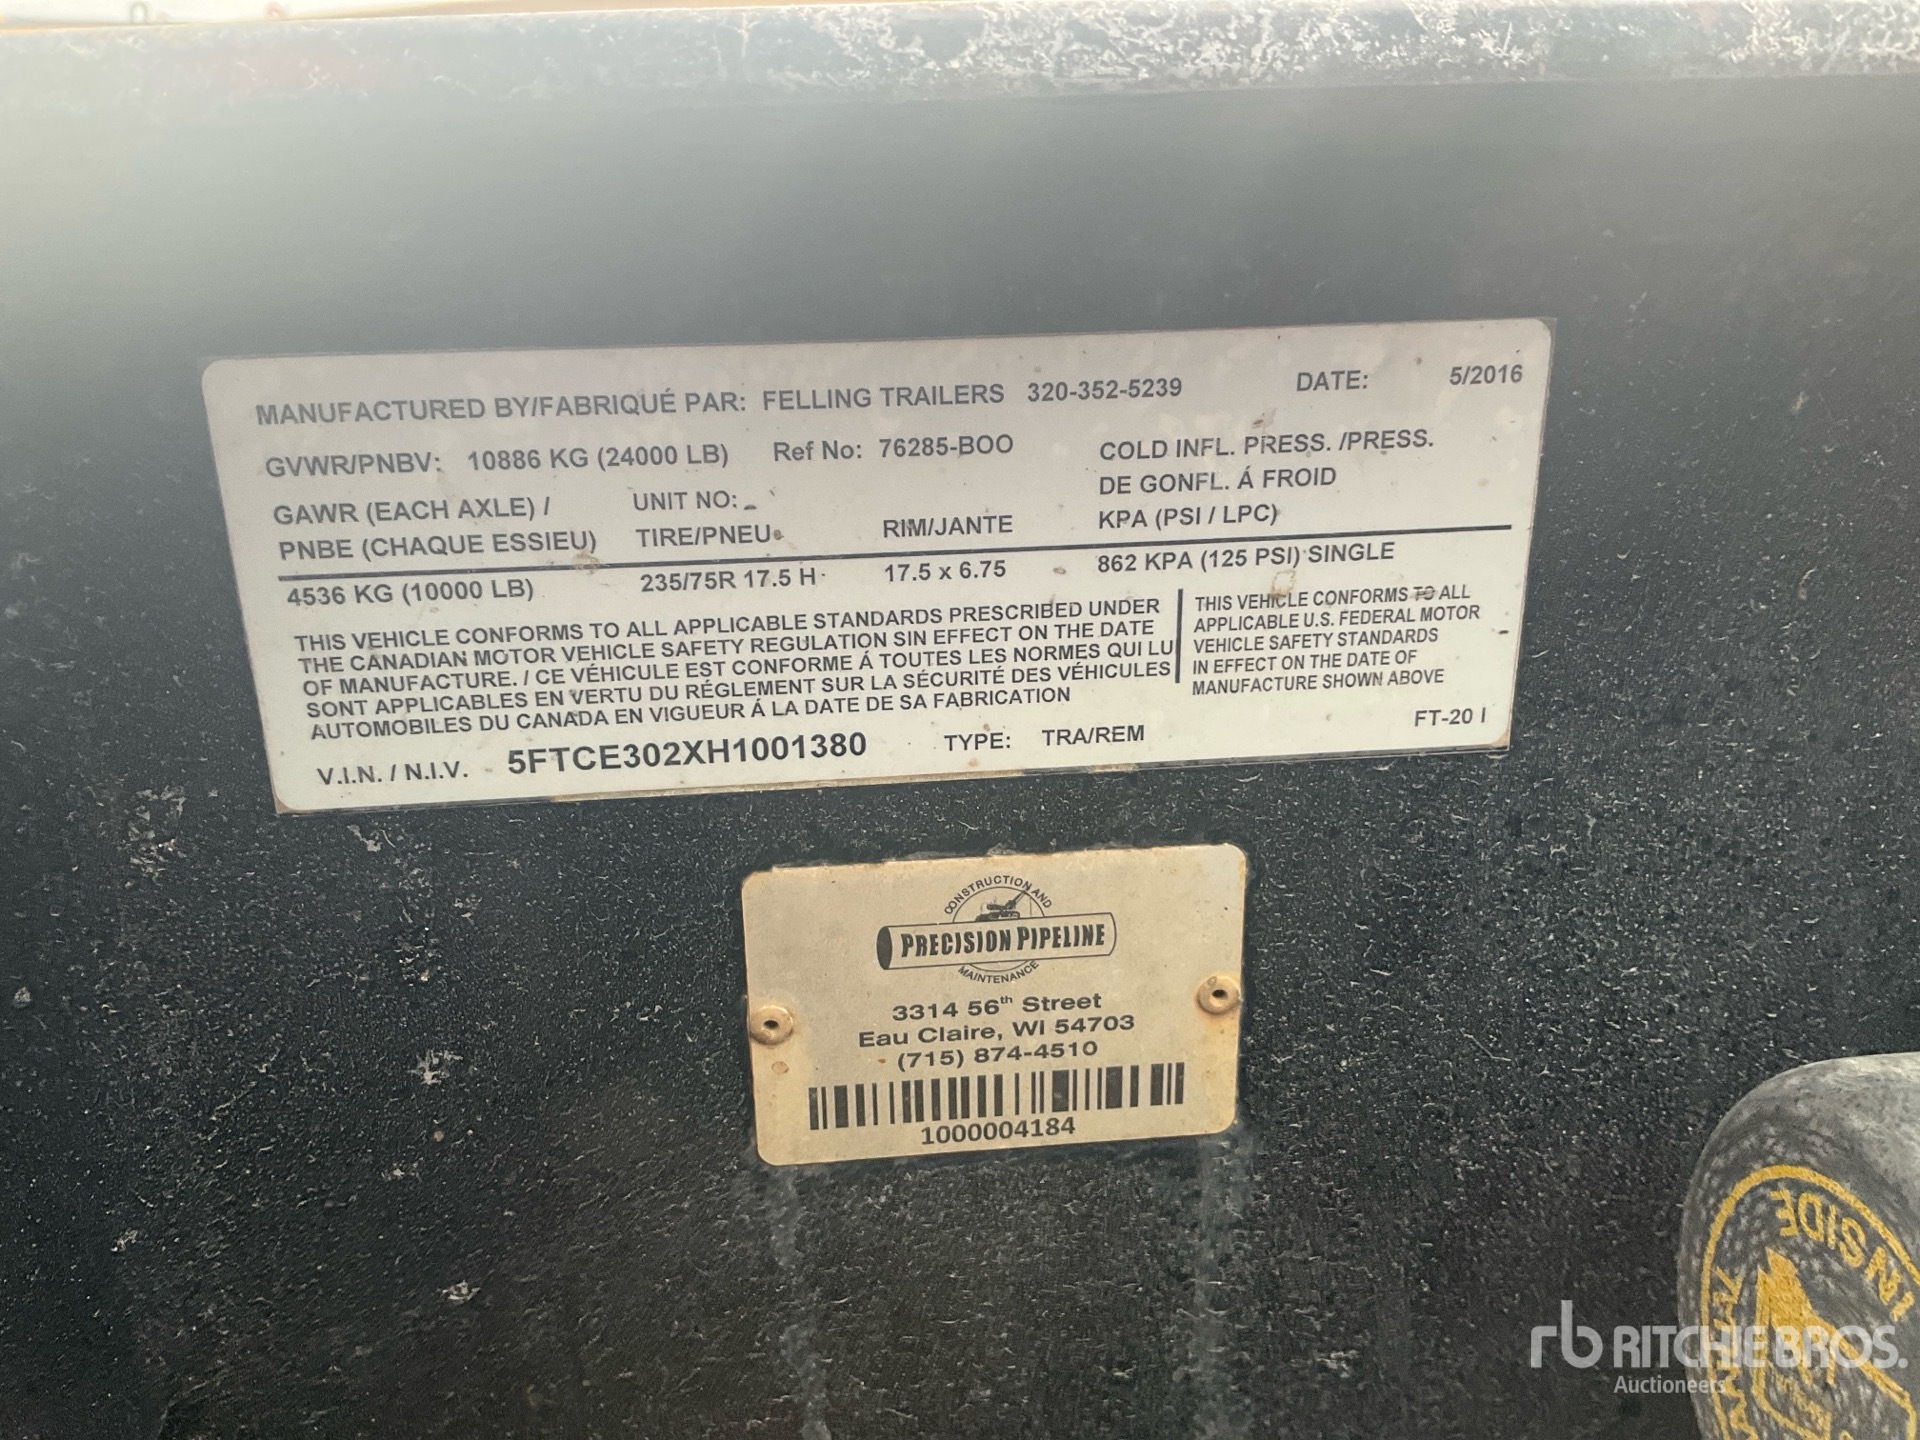 MANUFACTURED BY/FABRIQUÉ PAR: FELLING TRAILERS 320-352-5239 DATE: 5/2016
GVWR/PNBV: 10886 KG (24000 LB) Ref No: 76285-BOO
COLD INFL. PRESS. /PRESS.
DE GONFL. Á FROID
KPA (PSI / LPC)
GAWR (EACH AXLE) / UNIT NO:
PNBE (CHAQUE ESSIEU) TIRE/PNEU RIM/JANTE
4536 KG (10000 LB) 235/75R 17.5 H 17.5 x 6.75 862 KPA (125 PSI) SINGLE
THIS VEHICLE CONFORMS TO ALL APPLICABLE STANDARDS PRESCRIBED UNDER
THE CANADIAN MOTOR VEHICLE SAFETY REGULATION SIN EFFECT ON THE DATE
OF MANUFACTURE. / CE VÉHICULE EST CONFORME Á TOUTES LES NORMES QUI LU
SONT APPLICABLES EN VERTU DU RÉGLEMENT SUR LA SÉCURITÉ DES VÉHICULES
AUTOMOBILES DU CANADA EN VIGUEUR Á LA DATE DE SA FABRICATION
THIS VEHICLE CONFORMS TO ALL
APPLICABLE U.S. FEDERAL MOTOR
VEHICLE SAFETY STANDARDS
IN EFFECT ON THE DATE OF
MANUFACTURE SHOWN ABOVE
V.I.N. / N.I.V. 5FTCE302XH1001380 TYPE: TRA/REM FT-20 I
CONSTRUCTION AND
PRECISION PIPELINE
MAINTENANCE
3314 56th Street
Eau Claire, WI 54703
(715) 874-4510
1000004184
INSIDE
rb RITCHIE BROS.
Auctioneers